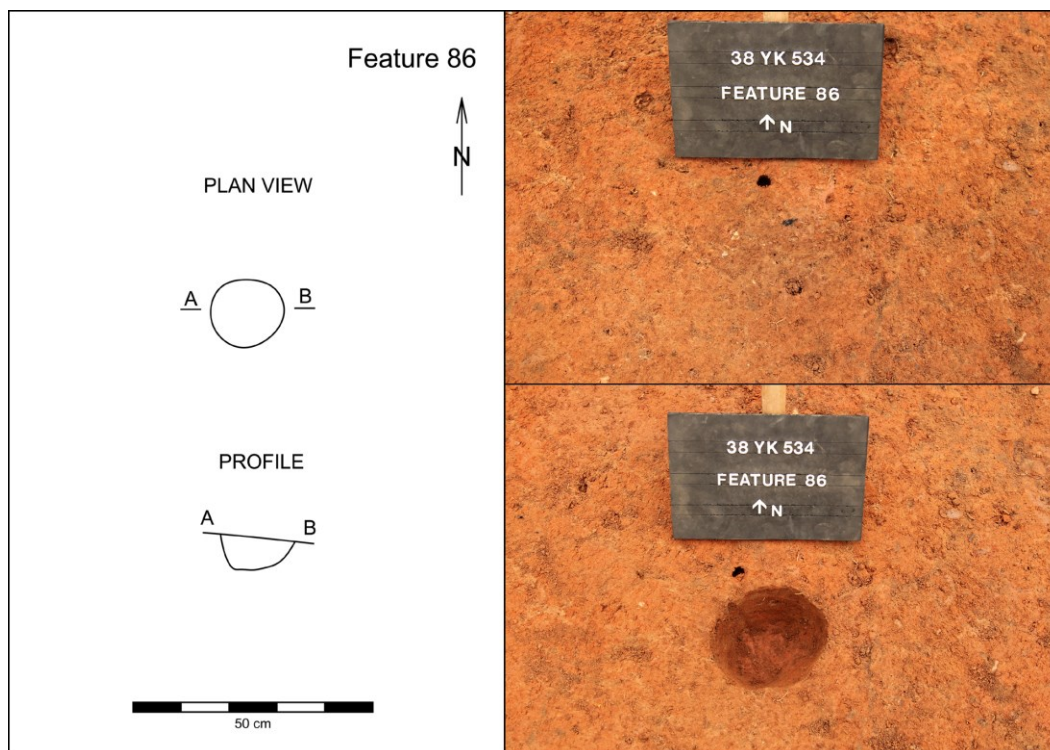 Feature 86
N
PLAN VIEW
A B
PROFILE
A B
50 cm
38 YK 534
FEATURE 86
↑ N
38 YK 534
FEATURE 86
↑ N